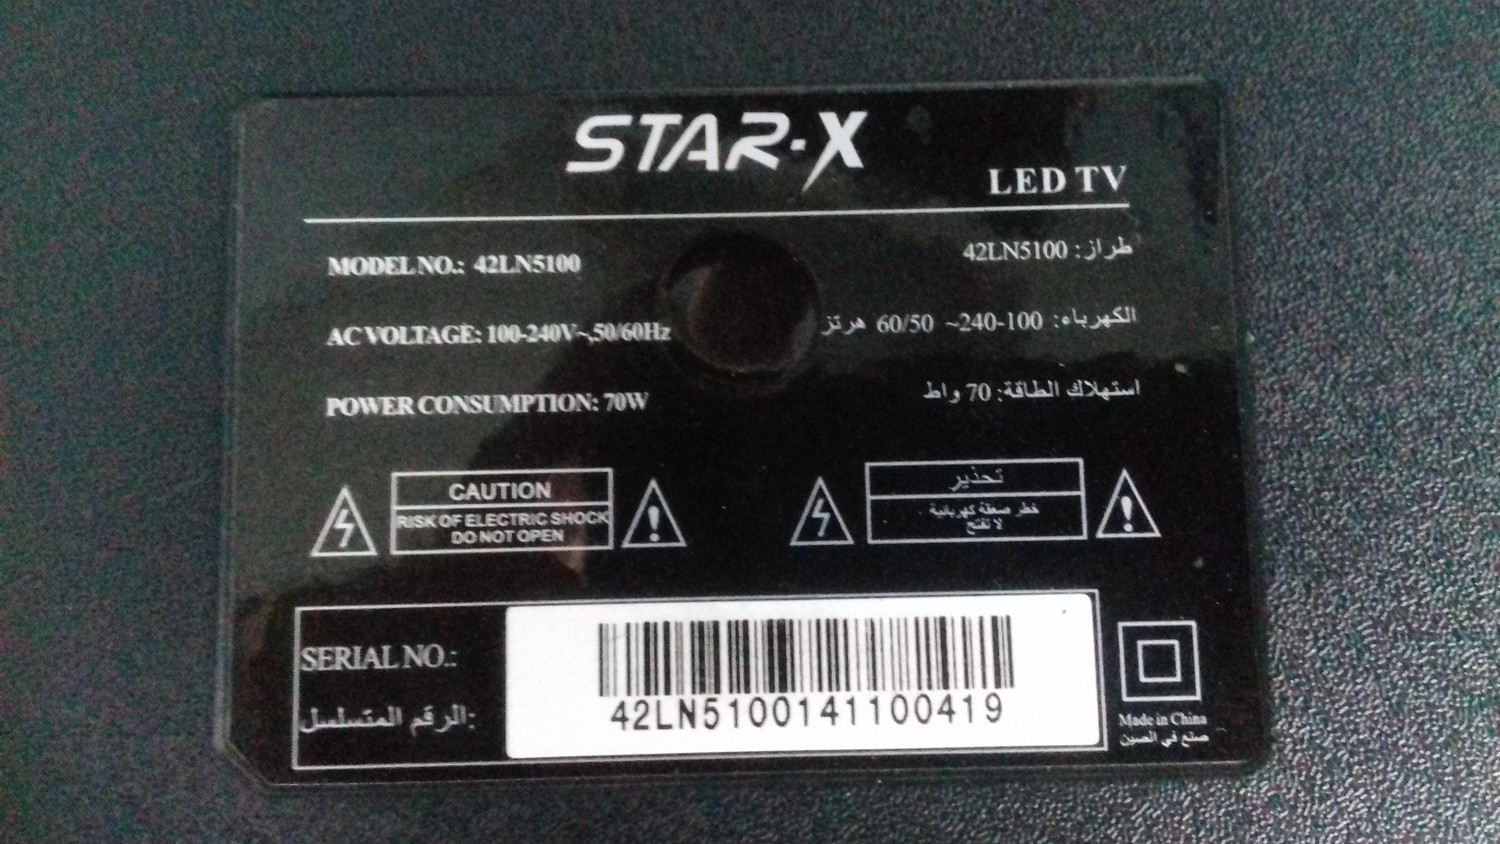 STAR-X
LED TV
MODEL NO.: 42LN5100
طراز: 42LN5100
AC VOLTAGE: 100-240V~,50/60Hz
الكهرباء: 100-240~ 60/50 هرتز
POWER CONSUMPTION: 70W
استهلاك الطاقة: 70 واط
CAUTION
RISK OF ELECTRIC SHOCK
DO NOT OPEN
تحذير
خطر صعقة كهربائية
لا تفتح
SERIAL NO.:
الرقم المتسلسل:
42LN5100141100419
Made in China
صنع في الصين